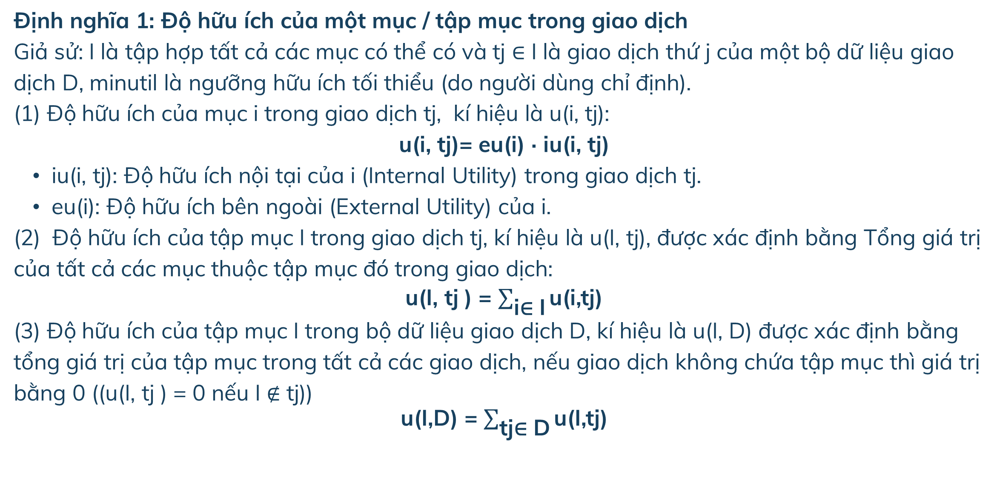 Định nghĩa 1: Độ hữu ích của một mục / tập mục trong giao dịch
Giả sử: I là tập hợp tất cả các mục có thể có và tj ∈ I là giao dịch thứ j của một bộ dữ liệu giao
dịch D, minutil là ngưỡng hữu ích tối thiểu (do người dùng chỉ định).
(1) Độ hữu ích của mục i trong giao dịch tj,  kí hiệu là u(i, tj):
u(i, tj)= eu(i) · iu(i, tj)
• iu(i, tj): Độ hữu ích nội tại của i (Internal Utility) trong giao dịch tj.
• eu(i): Độ hữu ích bên ngoài (External Utility) của i.
(2)  Độ hữu ích của tập mục l trong giao dịch tj, kí hiệu là u(l, tj), được xác định bằng Tổng giá trị
của tất cả các mục thuộc tập mục đó trong giao dịch:
u(l, tj ) = ∑i∈ l u(i,tj)
(3) Độ hữu ích của tập mục l trong bộ dữ liệu giao dịch D, kí hiệu là u(l, D) được xác định bằng
tổng giá trị của tập mục trong tất cả các giao dịch, nếu giao dịch không chứa tập mục thì giá trị
bằng 0 ((u(l, tj ) = 0 nếu l ∉ tj))
u(l,D) = ∑tj∈ D u(l,tj)